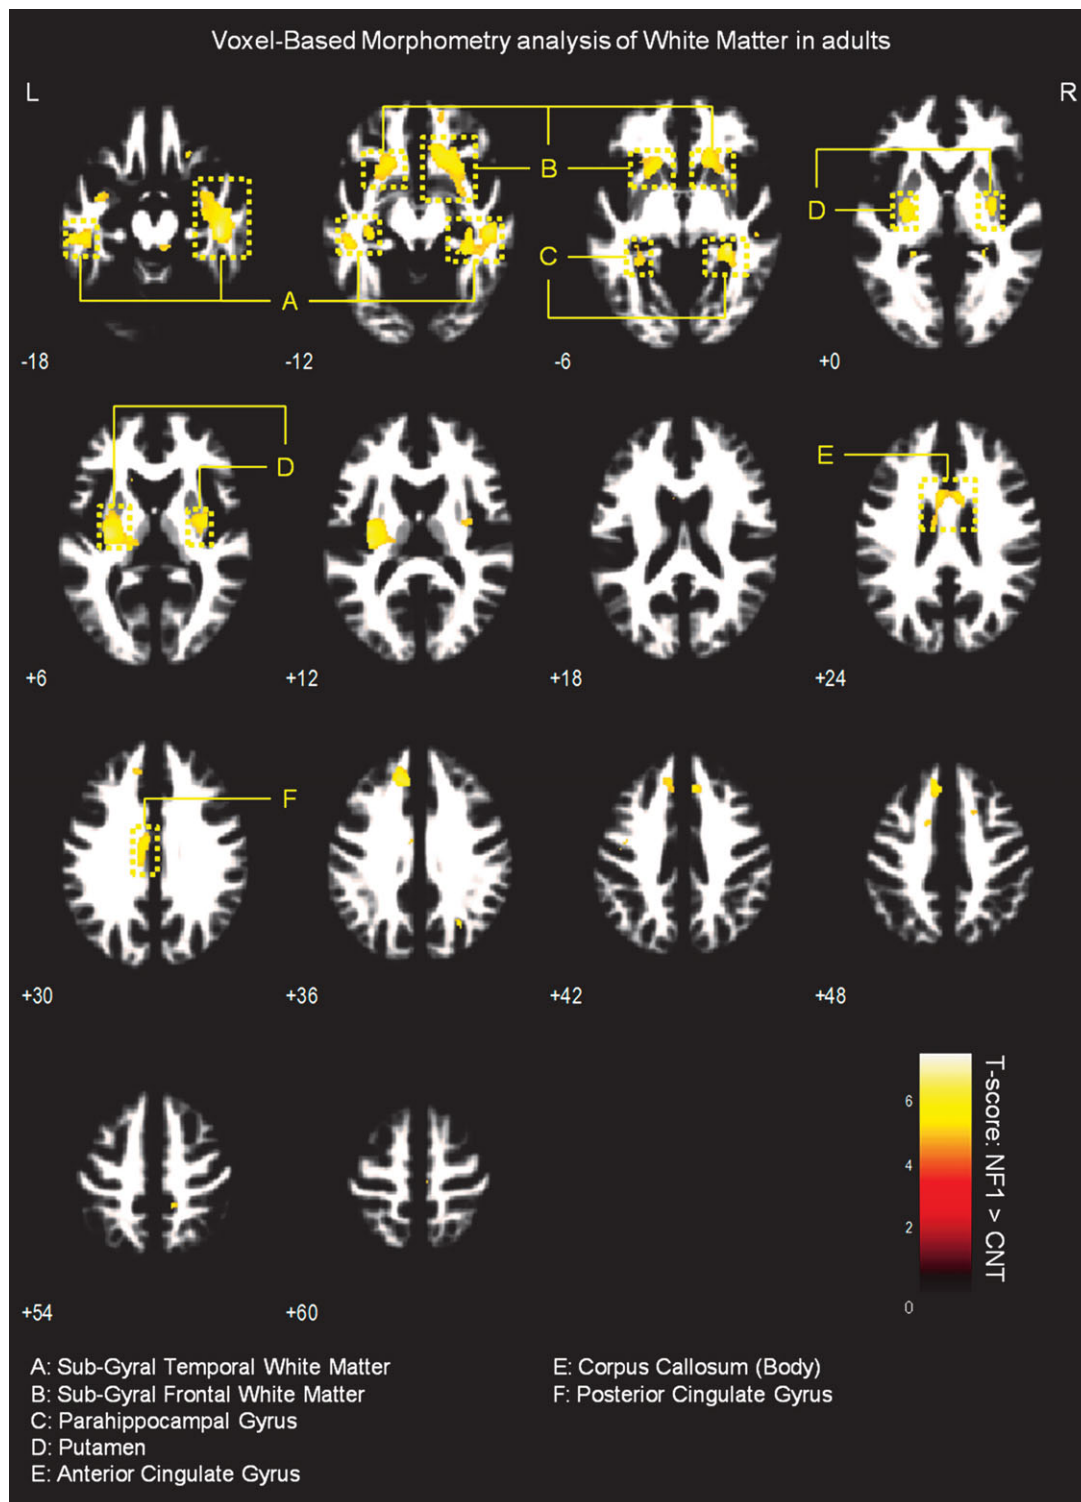 Voxel-Based Morphometry analysis of White Matter in adults
L
R
B
D
C
A
-18
-12
-6
+0
D
E
+6
+12
+18
+24
F
+30
+36
+42
+48
6
4
2
0
T-score: NF1 > CNT
+54
+60
A: Sub-Gyral Temporal White Matter
B: Sub-Gyral Frontal White Matter
C: Parahippocampal Gyrus
D: Putamen
E: Anterior Cingulate Gyrus
E: Corpus Callosum (Body)
F: Posterior Cingulate Gyrus